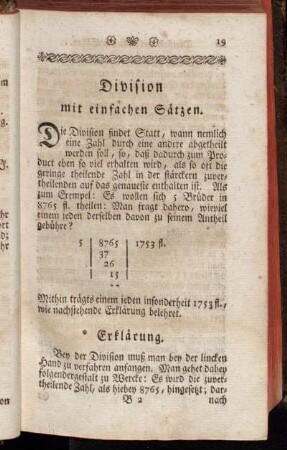 19
Division
mit einfachen Sätzen.
Die Division findet Statt, wann nemlich
eine Zahl durch eine andere abgetheilt
werden soll, so, daß dadurch zum Pro-
duct eben so viel erhalten wird, als so oft die
geringe theilende Zahl in der stärckern zuver-
theilenden auf das genaueste enthalten ist. Als
zum Exempel: Es wollen sich 5 Brüder in
8765 fl. theilen: Man fragt dahero, wieviel
einem jeden derselben davon zu seinem Antheil
gebühre?
5 | 8765 | 1753 fl.
37
26
15
--
Mithin trägts einem jeden insonderheit 1753 fl.,
wie nachstehende Erklärung belehret.
* Erklärung.
Bey der Division muß man bey der lincken
Hand zu verfahren anfangen. Man gehet dabey
folgendergestalt zu Wercke: Es wird die zuver-
theilende Zahl, als hiebey 8765, hingesetzt; dar-
B 2 nach